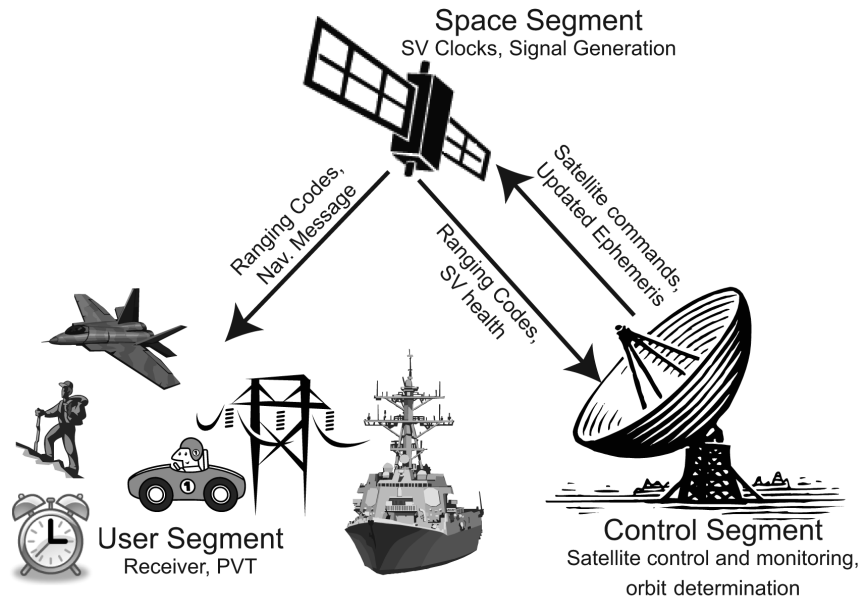 Space Segment
SV Clocks, Signal Generation
Ranging Codes,
Nav. Message
Ranging Codes,
SV health
Satellite commands,
Updated Ephemeris
1
User Segment
Receiver, PVT
Control Segment
Satellite control and monitoring,
orbit determination